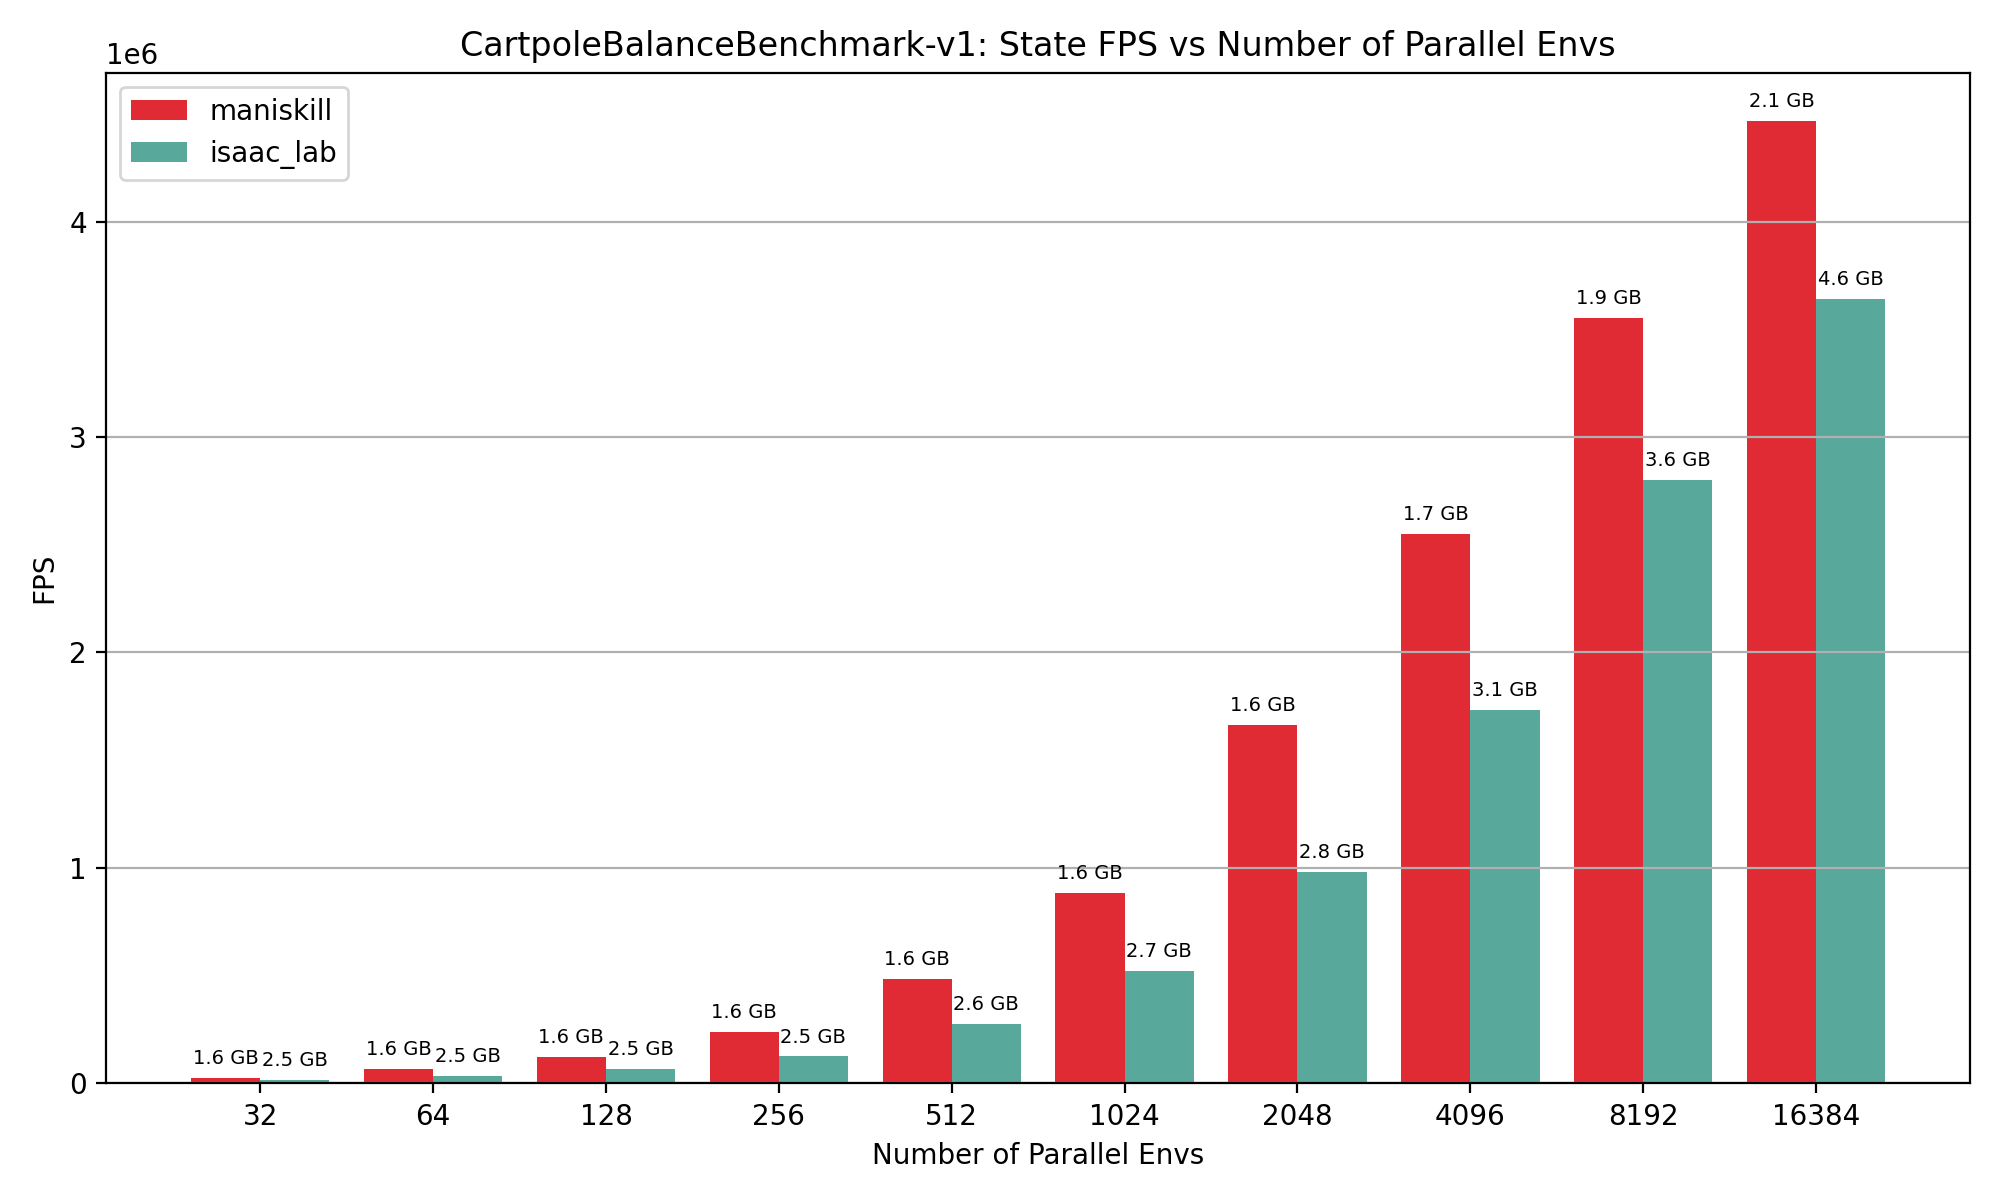 CartpoleBalanceBenchmark-v1: State FPS vs Number of Parallel Envs
1e6
maniskill
isaac_lab
FPS
4
3
2
1
0
1.6 GB 2.5 GB
1.6 GB 2.5 GB
1.6 GB 2.5 GB
1.6 GB 2.5 GB
1.6 GB 2.6 GB
1.6 GB 2.7 GB
1.6 GB 2.8 GB
1.7 GB 3.1 GB
1.9 GB 3.6 GB
2.1 GB 4.6 GB
32 64 128 256 512 1024 2048 4096 8192 16384
Number of Parallel Envs